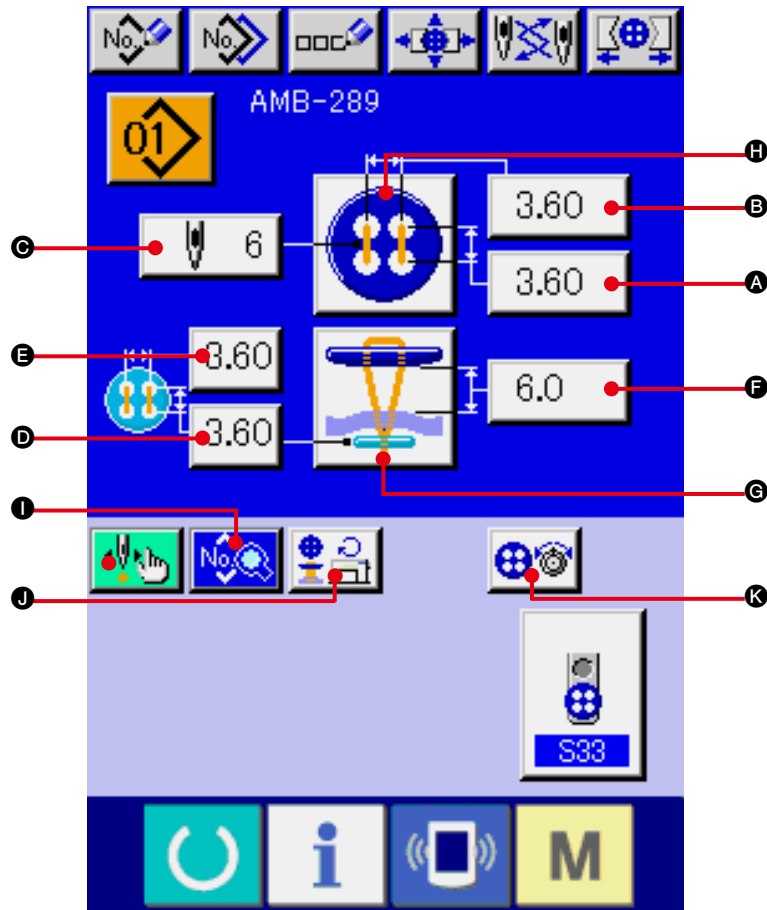 No. No.
AMB-289
01
H
3.60 B
C 6
3.60 A
E 3.60
6.0 F
D 3.60
G
I
No.
J K
S33
i M